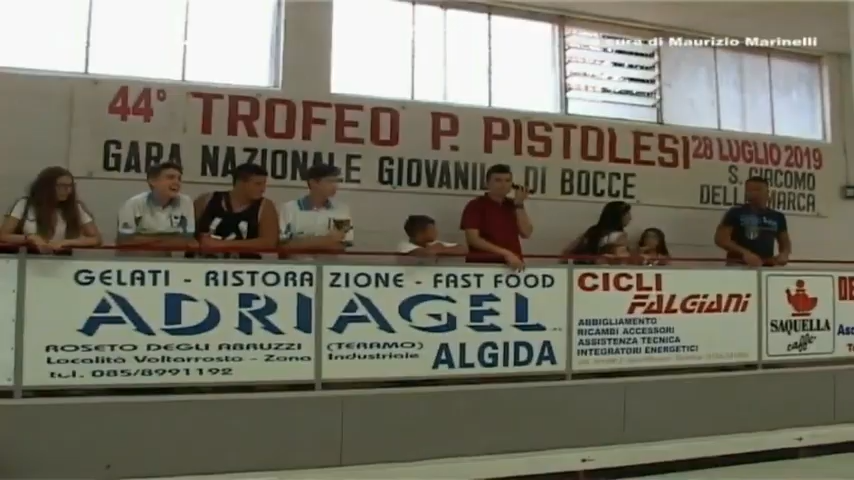 a cura di Maurizio Marinelli
44° TROFEO P. PISTOLESI
28 LUGLIO 2019
GARA NAZIONALE GIOVANILE DI BOCCE
S. GIACOMO
DELLA MARCA
GELATI - RISTORAZIONE - FAST FOOD
ADRIAGEL
ROSETO DEGLI ABRUZZI (TERAMO)
Località Voltarrosto - Zona Industriale
tel. 085/8991192
ALGIDA
CICLI
FALGIANI
ABBIGLIAMENTO
RICAMBI ACCESSORI
ASSISTENZA TECNICA
INTEGRATORI ENERGETICI
SAQUELLA
caffè